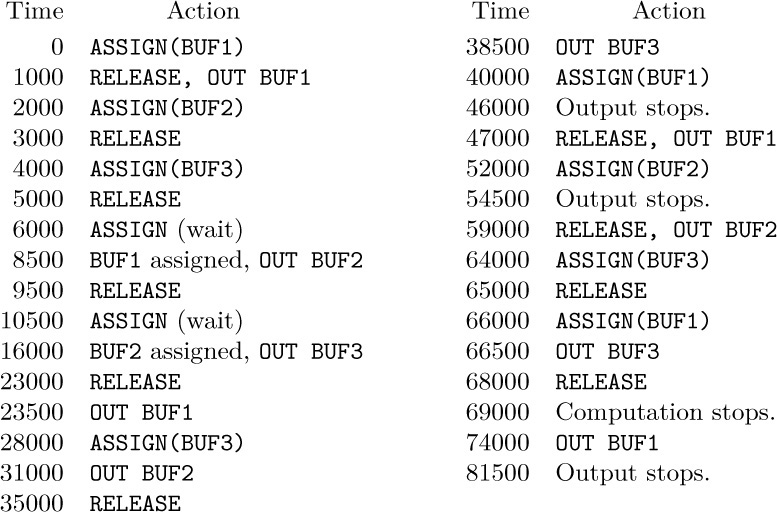 Time Action
0 ASSIGN(BUF1)
1000 RELEASE, OUT BUF1
2000 ASSIGN(BUF2)
3000 RELEASE
4000 ASSIGN(BUF3)
5000 RELEASE
6000 ASSIGN (wait)
8500 BUF1 assigned, OUT BUF2
9500 RELEASE
10500 ASSIGN (wait)
16000 BUF2 assigned, OUT BUF3
23000 RELEASE
23500 OUT BUF1
28000 ASSIGN(BUF3)
31000 OUT BUF2
35000 RELEASE
Time Action
38500 OUT BUF3
40000 ASSIGN(BUF1)
46000 Output stops.
47000 RELEASE, OUT BUF1
52000 ASSIGN(BUF2)
54500 Output stops.
59000 RELEASE, OUT BUF2
64000 ASSIGN(BUF3)
65000 RELEASE
66000 ASSIGN(BUF1)
66500 OUT BUF3
68000 RELEASE
69000 Computation stops.
74000 OUT BUF1
81500 Output stops.